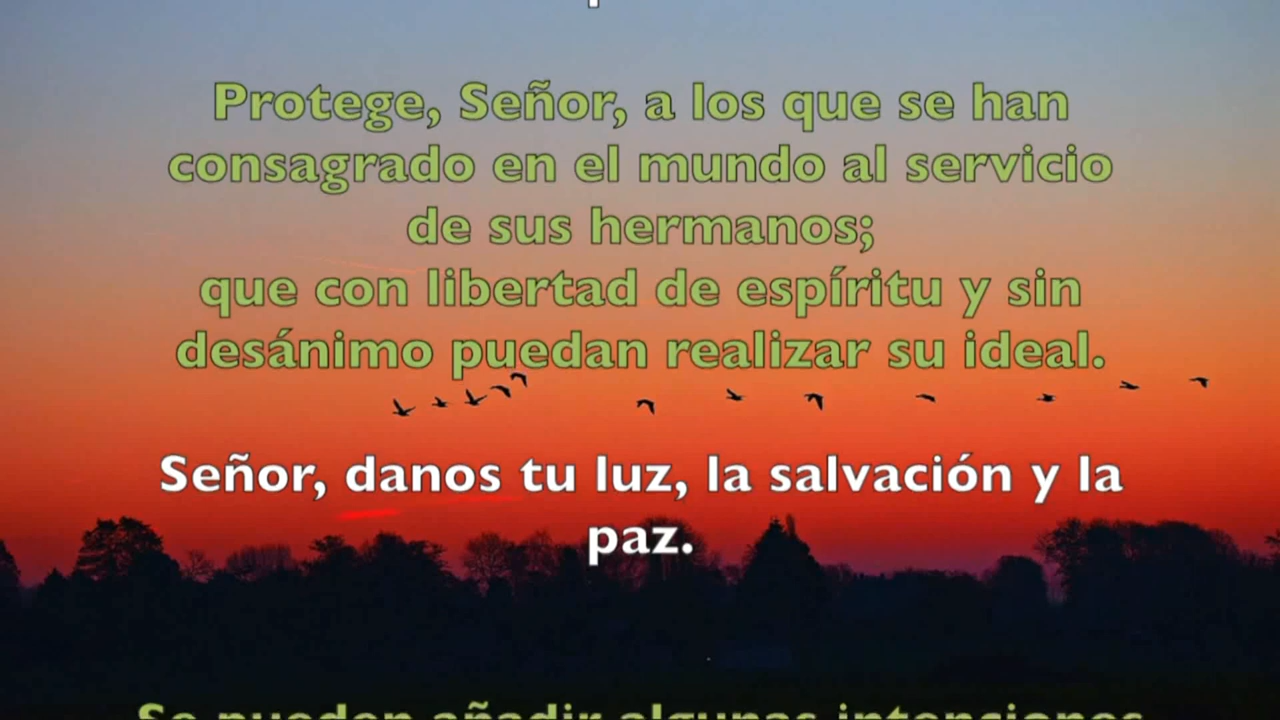 Protege, Señor, a los que se han
consagrado en el mundo al servicio
de sus hermanos;
que con libertad de espíritu y sin
desánimo puedan realizar su ideal.
Señor, danos tu luz, la salvación y la
paz.
Se pueden añadir algunas intenciones